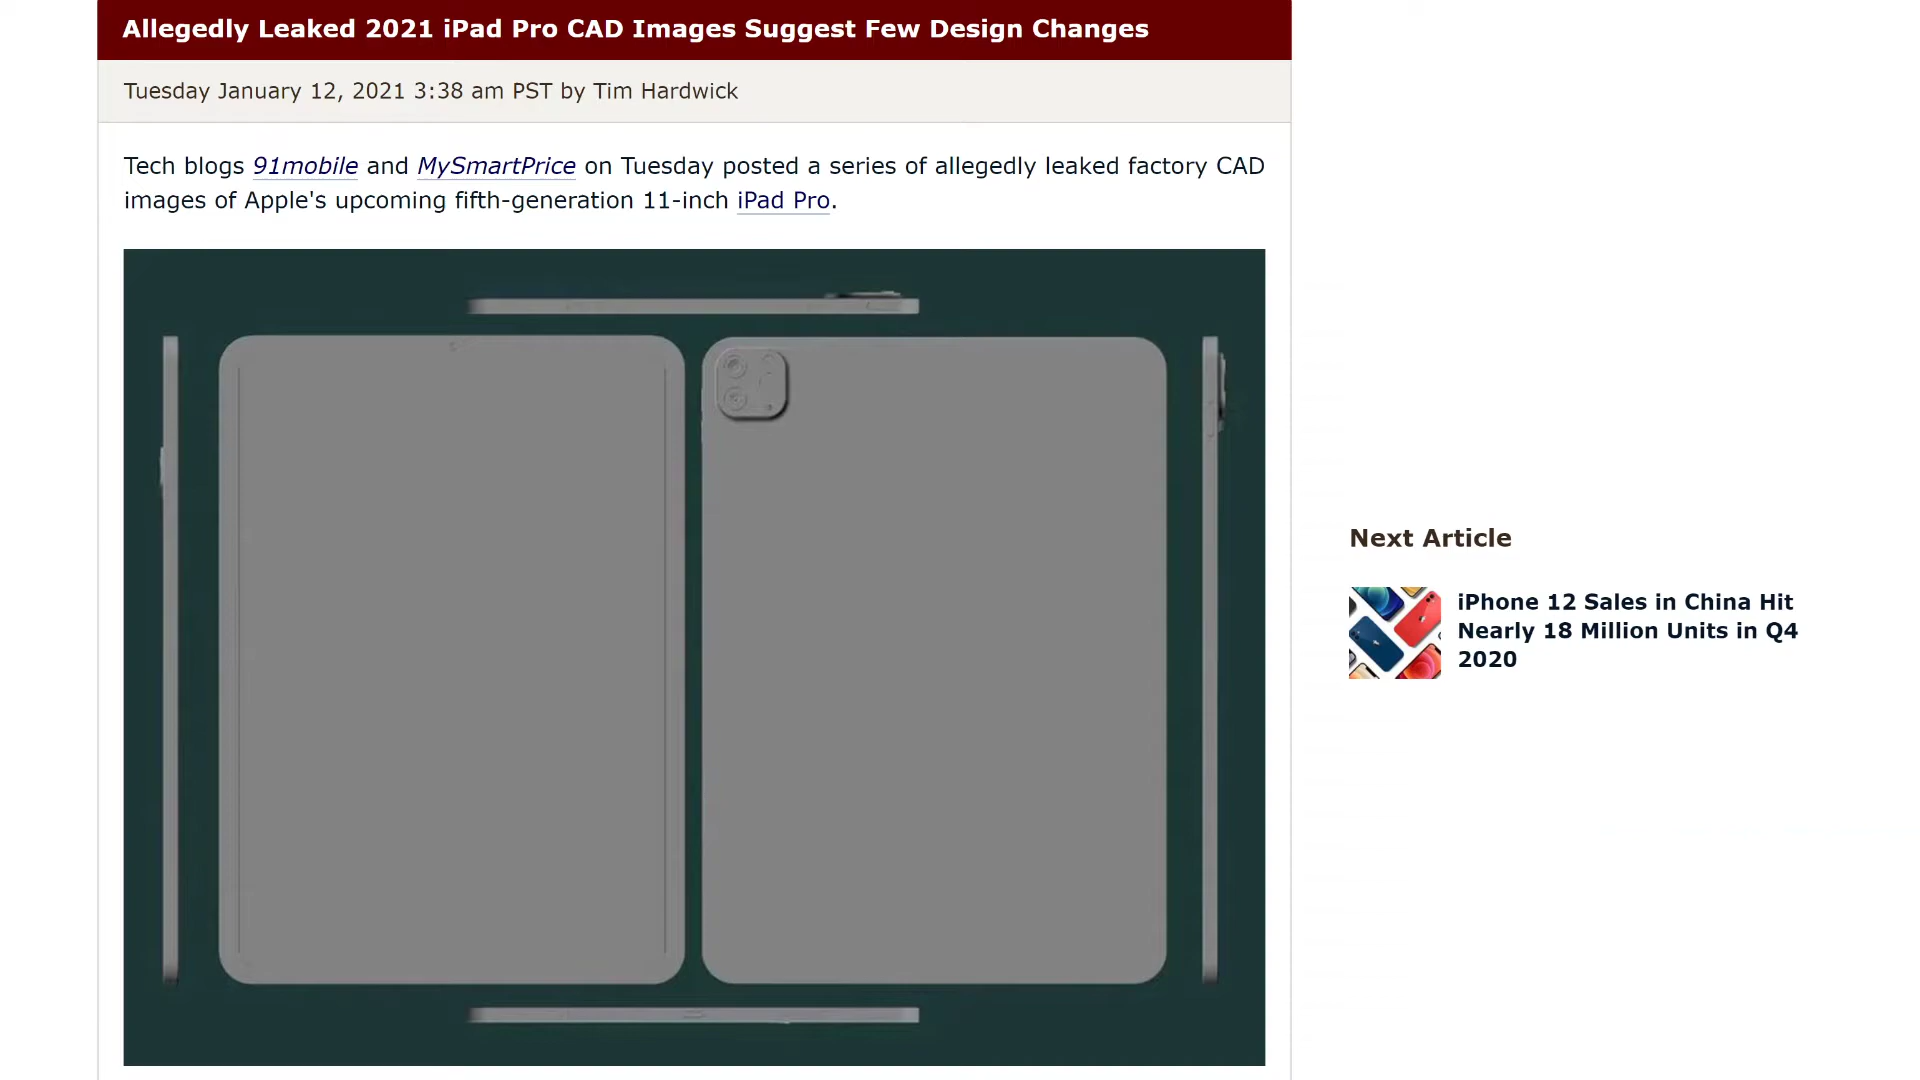 Allegedly Leaked 2021 iPad Pro CAD Images Suggest Few Design Changes
Tuesday January 12, 2021 3:38 am PST by Tim Hardwick
Tech blogs 91mobile and MySmartPrice on Tuesday posted a series of allegedly leaked factory CAD
images of Apple's upcoming fifth-generation 11-inch iPad Pro.
Next Article
iPhone 12 Sales in China Hit
Nearly 18 Million Units in Q4
2020